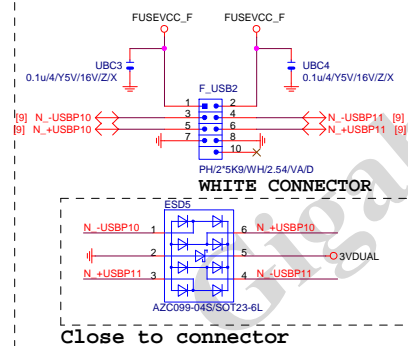 FUSEVCC_F FUSEVCC_F
UBC3 UBC4
0.1u/4/Y5V/16V/Z/X 0.1u/4/Y5V/16V/Z/X
F_USB2
1 2
[9] N_-USBP10 3 4 N_-USBP11 [9]
[9] N_+USBP10 5 6 N_+USBP11 [9]
7 8
10
PH/2*5K9/WH/2.54/VA/D
WHITE CONNECTOR
ESD5
N_-USBP10 1 6 N_+USBP10
2 5 3VDUAL
N_+USBP11 3 4 N_-USBP11
AZC099-04S/SOT23-6L
Close to connector